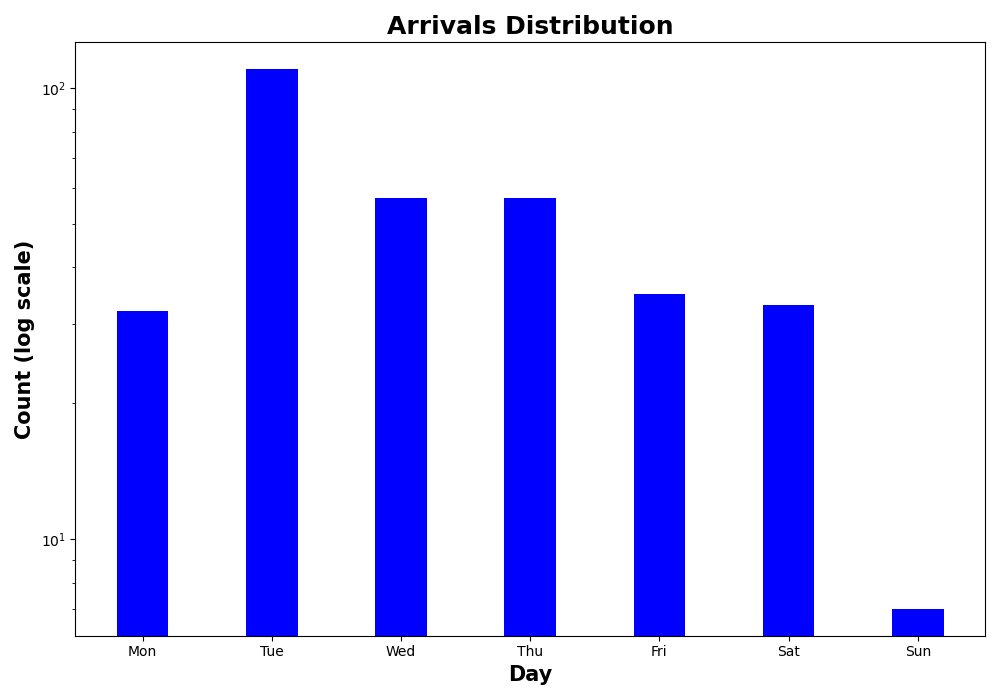 Arrivals Distribution
Count (log scale)
10²
10¹
Mon Tue Wed Thu Fri Sat Sun
Day